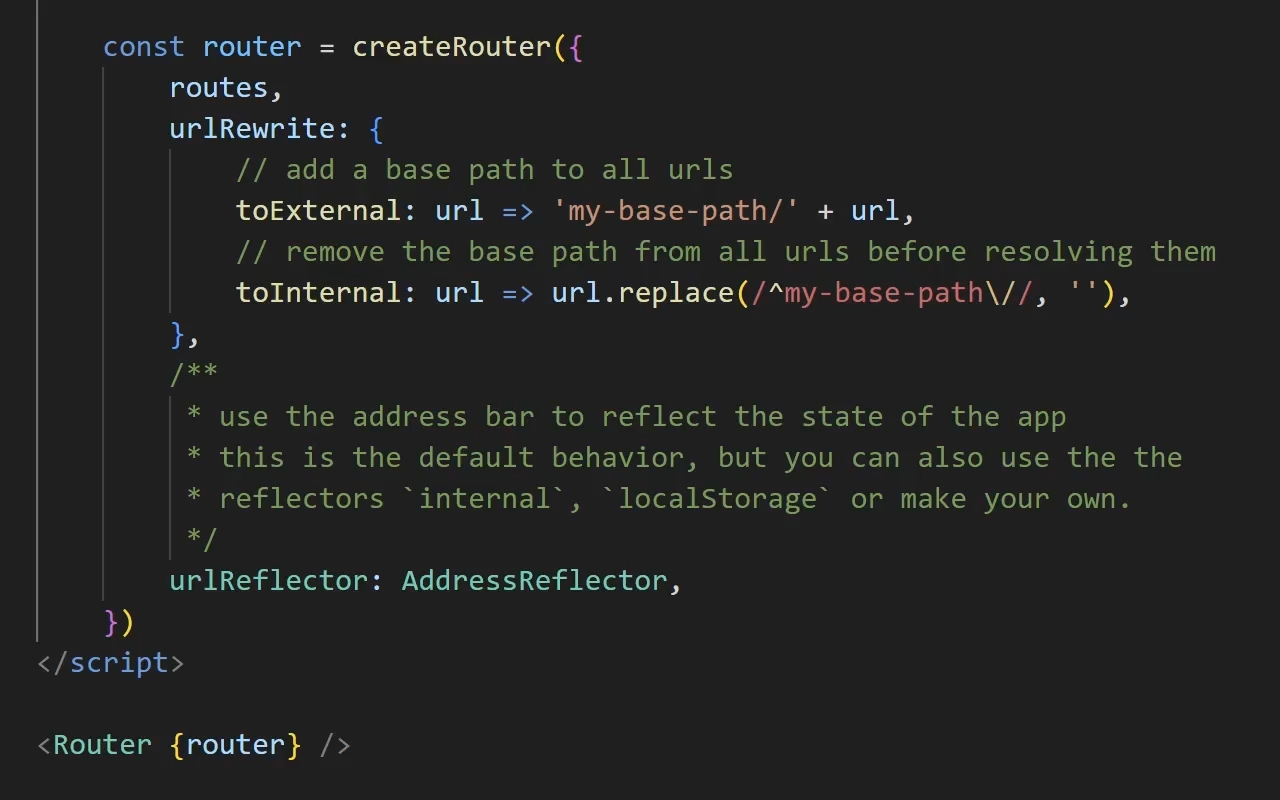 const router = createRouter({
routes,
urlRewrite: {
// add a base path to all urls
toExternal: url => 'my-base-path/' + url,
// remove the base path from all urls before resolving them
toInternal: url => url.replace(/^my-base-path\//, ''),
},
/**
* use the address bar to reflect the state of the app
* this is the default behavior, but you can also use the the
* reflectors `internal`, `localStorage` or make your own.
*/
urlReflector: AddressReflector,
})
</script>
<Router {router} />